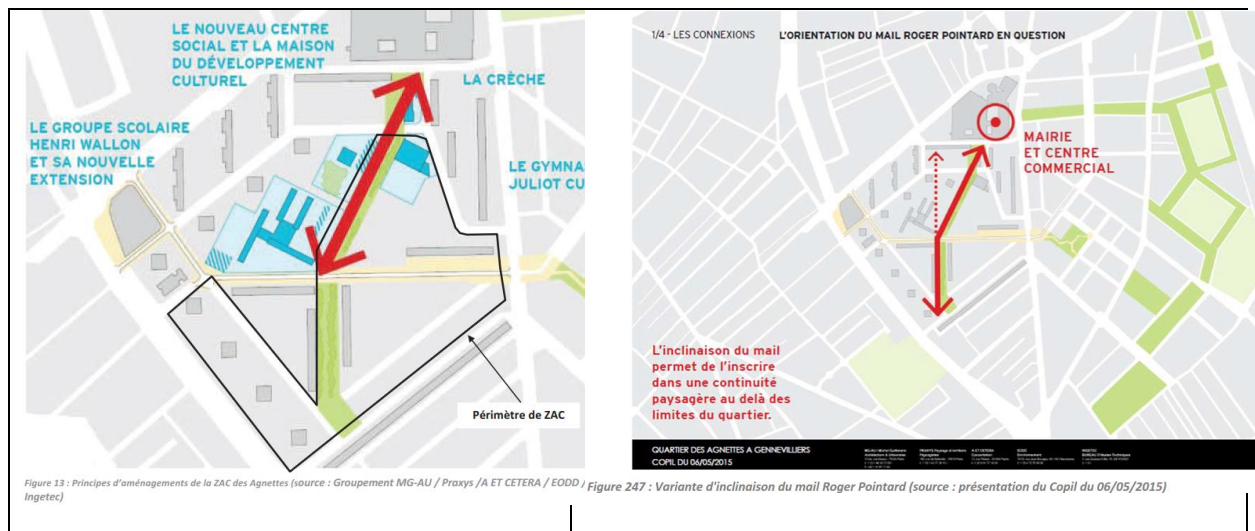 LE NOUVEAU CENTRE
SOCIAL ET LA MAISON
DU DÉVELOPPEMENT
CULTUREL
LA CRÈCHE
LE GROUPE SCOLAIRE
HENRI WALLON
ET SA NOUVELLE
EXTENSION
LE GYMNA
JULIOT CU
Périmètre de ZAC
Figure 13 : Principes d'aménagements de la ZAC des Agnettes (source : Groupement MG-AU / Praxys /A ET CETERA / EODD /
Ingetec)
1/4 - LES CONNEXIONS L'ORIENTATION DU MAIL ROGER POINTARD EN QUESTION
MAIRIE
ET CENTRE
COMMERCIAL
L'inclinaison du mail
permet de l'inscrire
dans une continuité
paysagère au delà des
limites du quartier.
QUARTIER DES AGNETTES A GENNEVILLIERS
COPIL DU 06/05/2015
Figure 247 : Variante d'inclinaison du mail Roger Pointard (source : présentation du Copil du 06/05/2015)